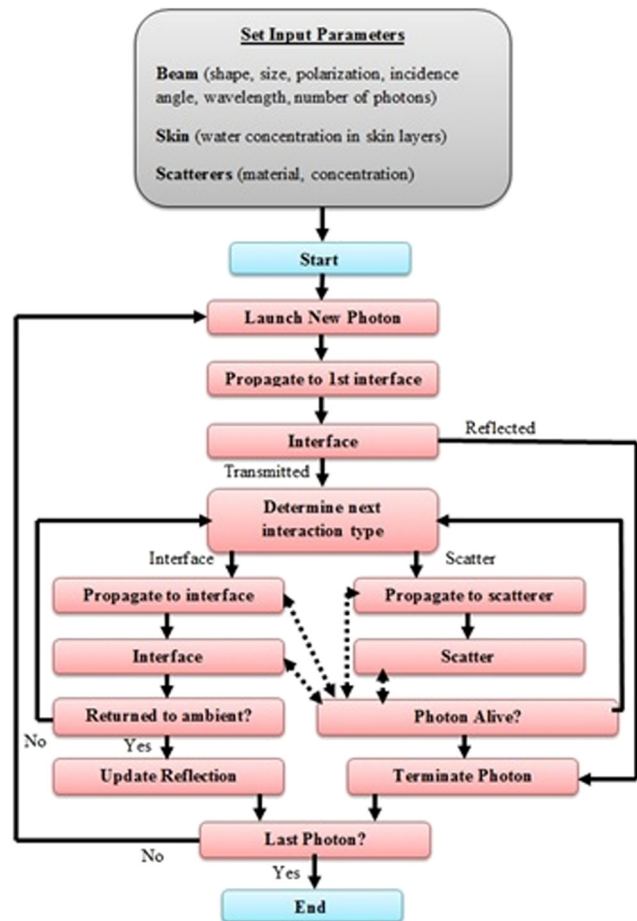 Set Input Parameters
Beam (shape, size, polarization, incidence
angle, wavelength, number of photons)
Skin (water concentration in skin layers)
Scatterers (material, concentration)
Start
Launch New Photon
Propagate to 1st interface
Interface
Reflected
Transmitted
Determine next
interaction type
Interface
Scatter
Propagate to interface
Propagate to scatterer
Interface
Scatter
Returned to ambient?
Photon Alive?
No
Yes
Update Reflection
Terminate Photon
Last Photon?
No
Yes
End